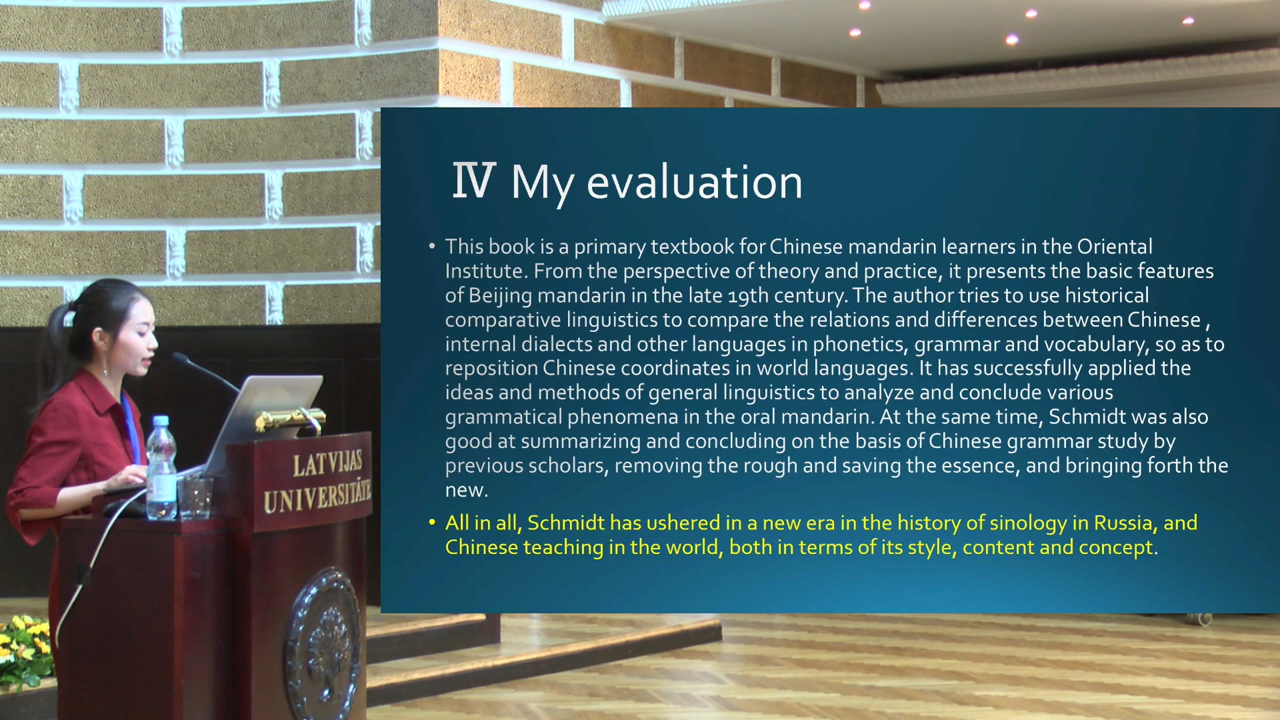 Ⅳ My evaluation
• This book is a primary textbook for Chinese mandarin learners in the Oriental
Institute. From the perspective of theory and practice, it presents the basic features
of Beijing mandarin in the late 19th century. The author tries to use historical
comparative linguistics to compare the relations and differences between Chinese ,
internal dialects and other languages in phonetics, grammar and vocabulary, so as to
reposition Chinese coordinates in world languages. It has successfully applied the
ideas and methods of general linguistics to analyze and conclude various
grammatical phenomena in the oral mandarin. At the same time, Schmidt was also
good at summarizing and concluding on the basis of Chinese grammar study by
previous scholars, removing the rough and saving the essence, and bringing forth the
new.
• All in all, Schmidt has ushered in a new era in the history of sinology in Russia, and
Chinese teaching in the world, both in terms of its style, content and concept.
LATVIJAS
UNIVERSITĀTE